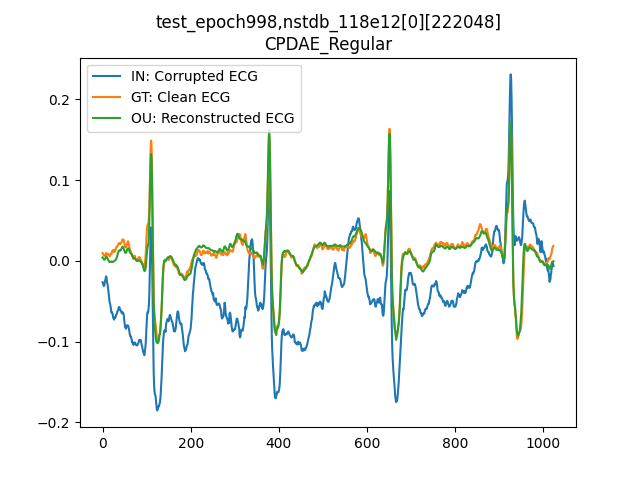 test_epoch998,nstdb_118e12[0][222048]
CPDAE_Regular
IN: Corrupted ECG
GT: Clean ECG
OU: Reconstructed ECG
0.2
0.1
0.0
−0.1
−0.2
0 200 400 600 800 1000